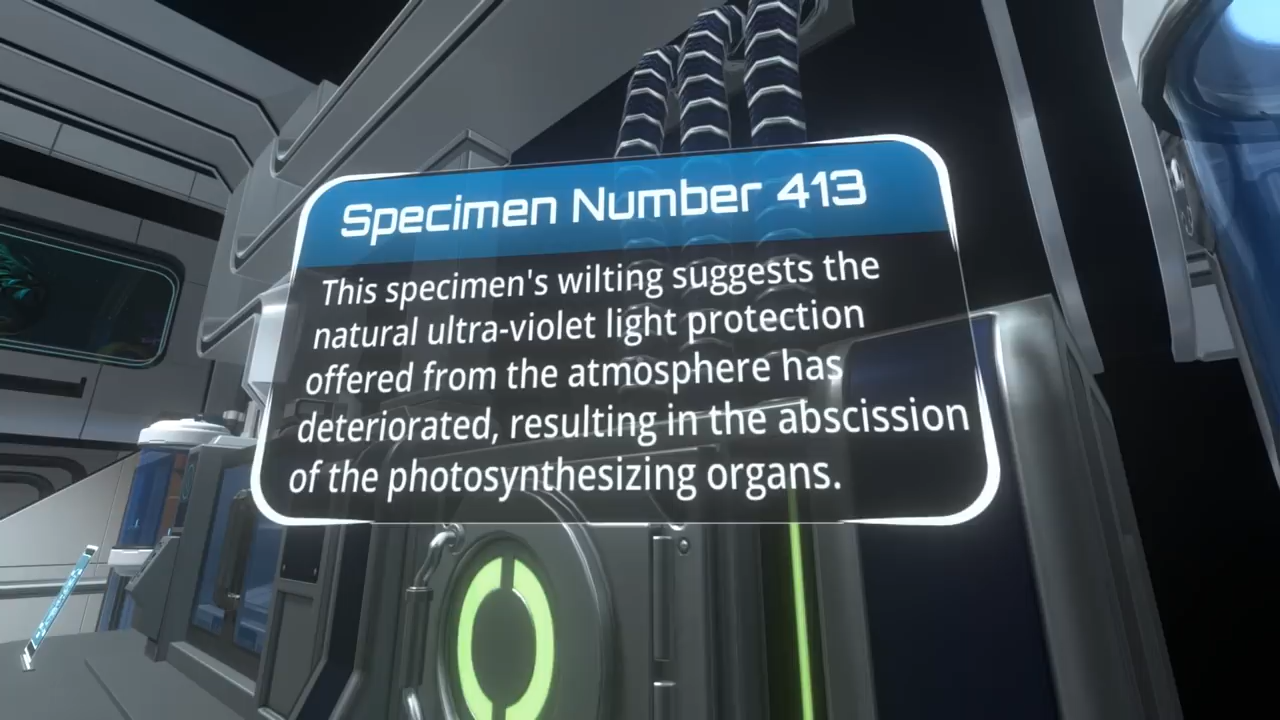 Specimen Number 413
This specimen's wilting suggests the
natural ultra-violet light protection
offered from the atmosphere has
deteriorated, resulting in the abscission
of the photosynthesizing organs.